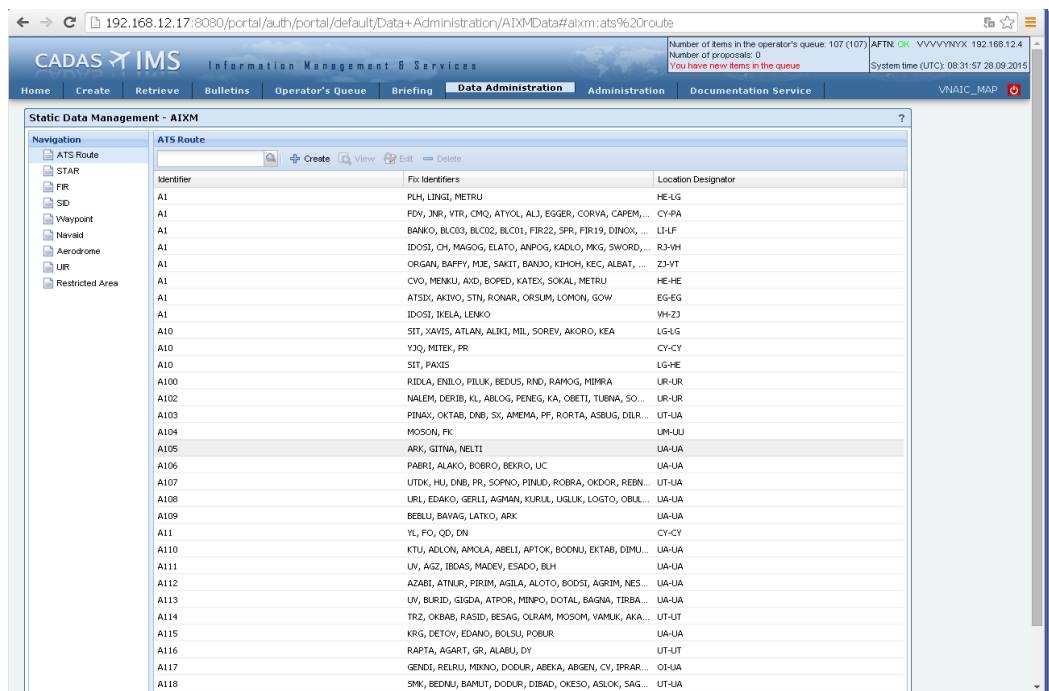 192.168.12.17:8080/portal/auth/portal/default/Data+Administration/AIXMData#aixm:ats%20route
CADAS IMS
Information Management & Services
Number of items in the operator's queue: 107 (107)
Number of proposals: 0
You have new items in the queue
AFTN: OK VVVVYNYX 192.168.12.4
System time (UTC): 08:31:57 28.09.2015
Home Create Retrieve Bulletins Operator's Queue Briefing Data Administration Administration Documentation Service VNAIC_MAP
Static Data Management - AIXM ?
Navigation
ATS Route
STAR
FIR
SID
Waypoint
Navaid
Aerodrome
UIR
Restricted Area
ATS Route
Create View Edit Delete
Identifier Fix Identifiers Location Designator
A1 PLH, LINGI, METRU HE-LG
A1 FDV, JNR, VTR, CMQ, ATYOL, ALJ, EGGER, CORVA, CAPEM,... CY-PA
A1 BANKO, BLC03, BLC02, BLC01, FIR22, SPR, FIR19, DINOX, ... LI-LF
A1 IDOSI, CH, MAGOG, ELATO, ANPOG, KADLO, MKG, SWORD,... RJ-VH
A1 ORGAN, BAFFY, MJE, SAKIT, BANJO, KIHOH, KEC, ALBAT, ... ZJ-VT
A1 CVO, MENKU, AXD, BOPED, KATEX, SOKAL, METRU HE-HE
A1 ATSIX, AKIVO, STN, RONAR, ORSUM, LOMON, GOW EG-EG
A1 IDOSI, IKELA, LENKO VH-ZJ
A10 SIT, XAVIS, ATLAN, ALIKI, MIL, SOREV, AKORO, KEA LG-LG
A10 YJQ, MITEK, PR CY-CY
A10 SIT, PAXIS LG-HE
A100 RIDLA, ENILO, PILUK, BEDUS, RND, RAMOG, MIMRA UR-UR
A102 NALEM, DERIB, KL, ABLOG, PENEG, KA, OBETI, TUBNA, SO... UR-UR
A103 PINAX, OKTAB, DNB, SX, AMEMA, PF, RORTA, ASBUG, DILR... UT-UA
A104 MOSON, FK UM-UU
A105 ARK, GITNA, NELTI UA-UA
A106 PABRI, ALAKO, BOBRO, BEKRO, UC UA-UA
A107 UTDK, HU, DNB, PR, SOPNO, PINUD, ROBRA, OKDOR, REBN... UT-UA
A108 URL, EDAKO, GERLI, AGMAN, KURUL, UGLUK, LOGTO, OBUL... UA-UA
A109 BEBLU, BAVAG, LATKO, ARK UA-UA
A11 YL, FO, QD, DN CY-CY
A110 KTU, ADLON, AMOLA, ABELI, APTOK, BODNU, EKTAB, DIMU... UA-UA
A111 UV, AGZ, IBDAS, MADEV, ESADO, BLH UA-UA
A112 AZABI, ATNUR, PIRIM, AGILA, ALOTO, BODSI, AGRIM, NES... UA-UA
A113 UV, BURID, GIGDA, ATPOR, MINPO, DOTAL, BAGNA, TIRBA... UA-UA
A114 TRZ, OKBAB, RASID, BESAG, OLRAM, MOSOM, VAMUK, AKA... UT-UT
A115 KRG, DETOV, EDANO, BOLSU, POBUR UA-UA
A116 RAPTA, AGART, GR, ALABU, DY UT-UT
A117 GENDI, RELRU, MIKNO, DODUR, ABEKA, ABGEN, CV, IPRAR... OI-UA
A118 SMK, BEDNU, BAMUT, DODUR, DIBAD, OKESO, ASLOK, SAG... UT-UA